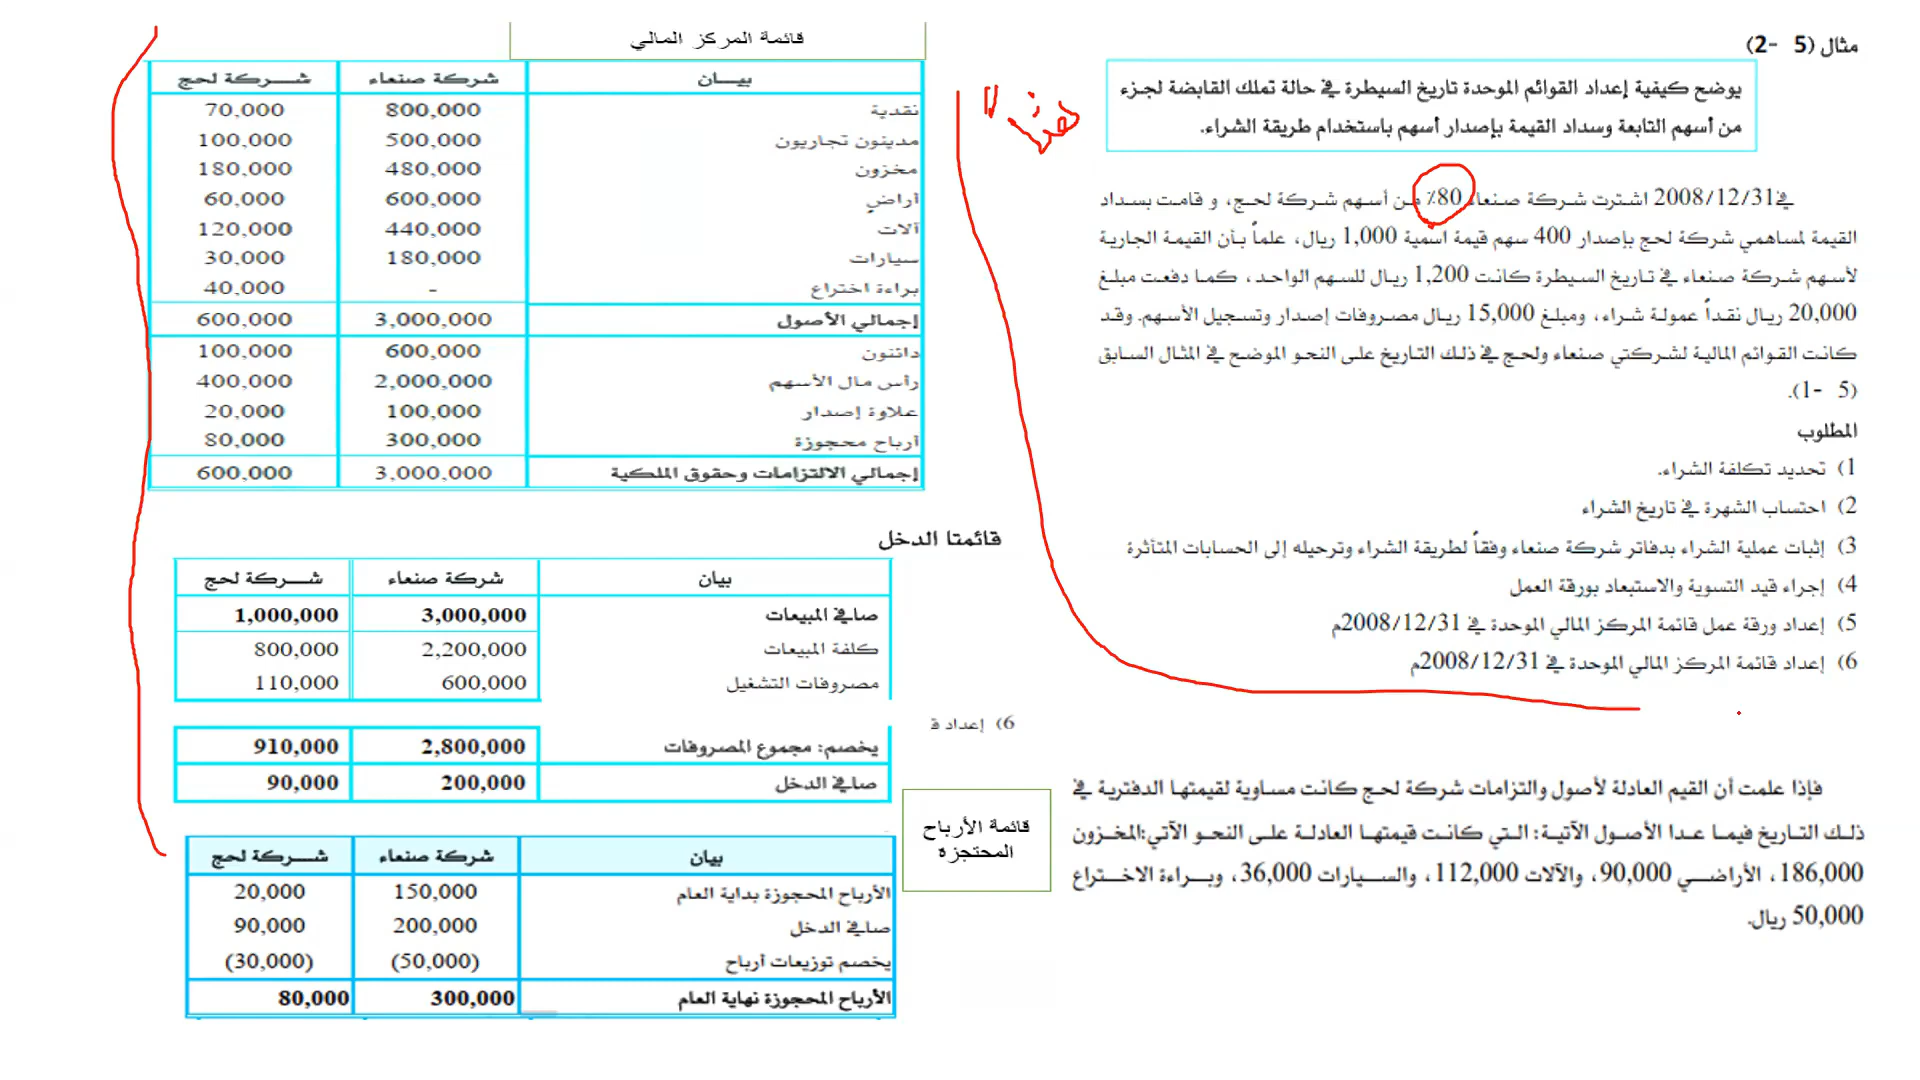 مثال (5 -2)
يوضح كيفية إعداد القوائم الموحدة تاريخ السيطرة في حالة تملك القابضة لجزء
من أسهم التابعة وسداد القيمة بإصدار أسهم باستخدام طريقة الشراء.
في2008/12/31 اشترت شركة صنعاء 80٪ من أسهم شركة لحج، و قامت بسداد
القيمة لمساهمي شركة لحج بإصدار 400 سهم قيمة اسمية 1,000 ريال، علماً بأن القيمة الجارية
لأسهم شركة صنعاء في تاريخ السيطرة كانت 1,200 ريال للسهم الواحد، كما دفعت مبلغ
20,000 ريال نقداً عمولة شراء، ومبلغ 15,000 ريال مصروفات إصدار وتسجيل الأسهم. وقد
كانت القوائم المالية لشركتي صنعاء ولحج في ذلك التاريخ على النحو الموضح في المثال السابق
(5 -1).
المطلوب
1) تحديد تكلفة الشراء.
2) احتساب الشهرة في تاريخ الشراء
3) إثبات عملية الشراء بدفاتر شركة صنعاء وفقاً لطريقة الشراء وترحيله إلى الحسابات المتأثرة
4) إجراء قيد التسوية والاستبعاد بورقة العمل
5) إعداد ورقة عمل قائمة المركز المالي الموحدة في 2008/12/31م
6) إعداد قائمة المركز المالي الموحدة في 2008/12/31م
فإذا علمت أن القيم العادلة لأصول والتزامات شركة لحج كانت مساوية لقيمتها الدفترية في
ذلك التاريخ فيما عدا الأصول الآتية: التي كانت قيمتها العادلة على النحو الآتي:المخزون
186,000، الأراضي 90,000، والآلات 112,000، والسيارات 36,000، وبراءة الاختراع
50,000 ريال.
قائمة المركز المالي
بيان شركة صنعاء شركة لحج
نقدية 800,000 70,000
مدينون تجاريون 500,000 100,000
مخزون 480,000 180,000
أراضي 600,000 60,000
آلات 440,000 120,000
سيارات 180,000 30,000
براءة اختراع - 40,000
إجمالي الأصول 3,000,000 600,000
دائنون 600,000 100,000
رأس مال الأسهم 2,000,000 400,000
علاوة إصدار 100,000 20,000
أرباح محجوزة 300,000 80,000
إجمالي الالتزامات وحقوق الملكية 3,000,000 600,000
قائمتا الدخل
بيان شركة صنعاء شركة لحج
صافي المبيعات 3,000,000 1,000,000
كلفة المبيعات 2,200,000 800,000
مصروفات التشغيل 600,000 110,000
6) إعداد ق
يخصم: مجموع المصروفات 2,800,000 910,000
صافي الدخل 200,000 90,000
قائمة الأرباح
المحتجزه
بيان شركة صنعاء شركة لحج
الأرباح المحجوزة بداية العام 150,000 20,000
صافي الدخل 200,000 90,000
يخصم توزيعات أرباح (50,000) (30,000)
الأرباح المحجوزة نهاية العام 300,000 80,000